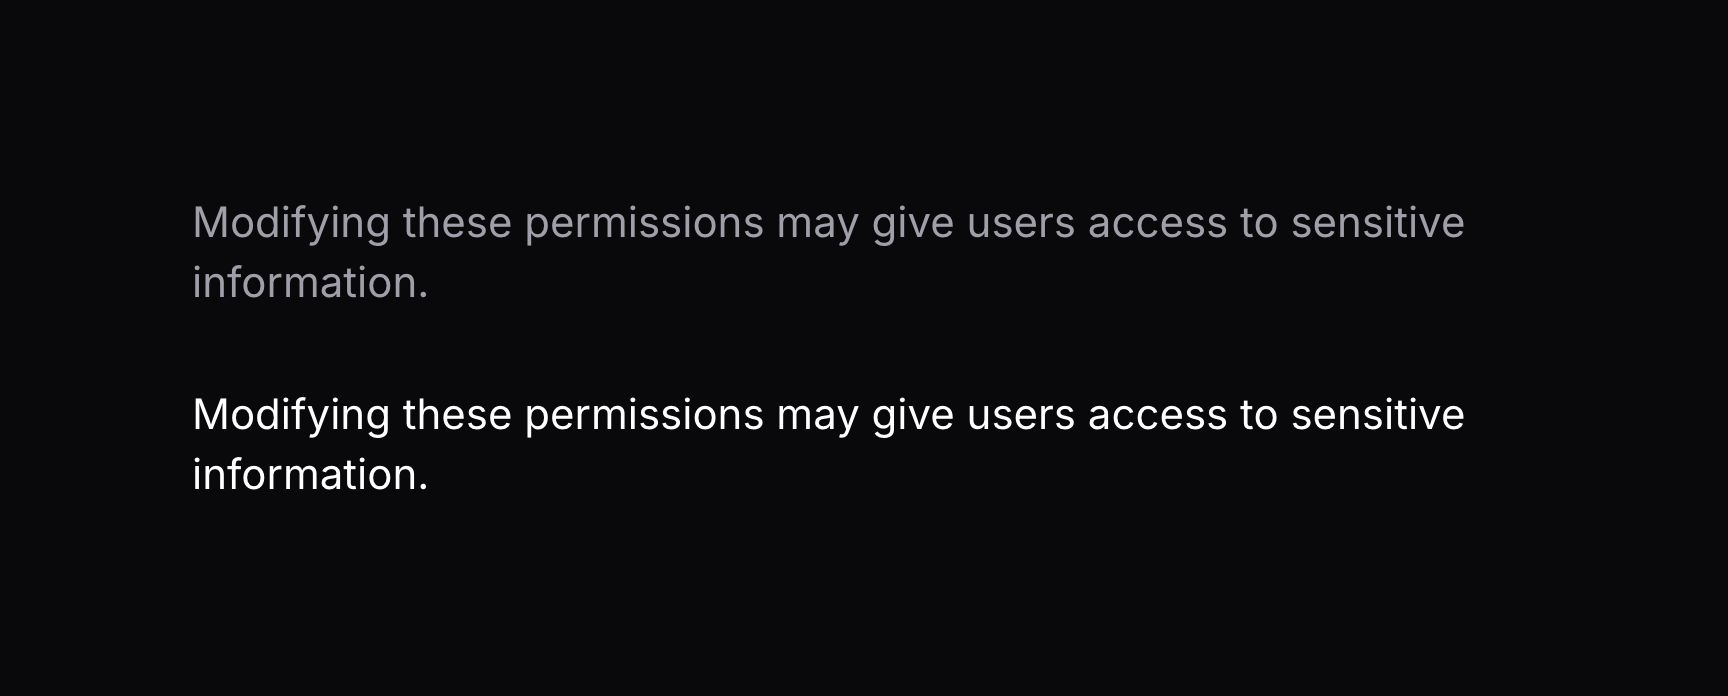 Modifying these permissions may give users access to sensitive
information.
Modifying these permissions may give users access to sensitive
information.